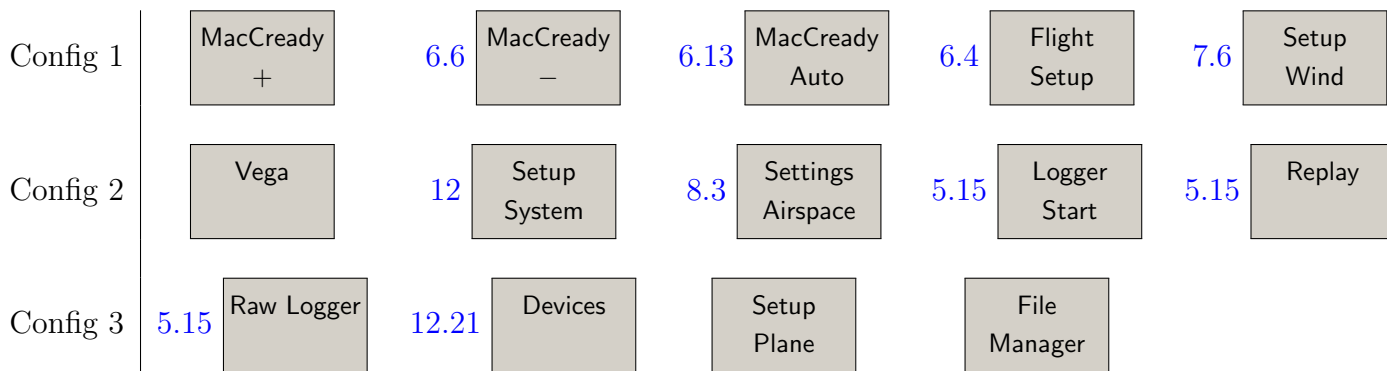 Config 1 MacCready + 6.6 MacCready − 6.13 MacCready Auto 6.4 Flight Setup 7.6 Setup Wind
Config 2 Vega 12 Setup System 8.3 Settings Airspace 5.15 Logger Start 5.15 Replay
Config 3 5.15 Raw Logger 12.21 Devices Setup Plane File Manager